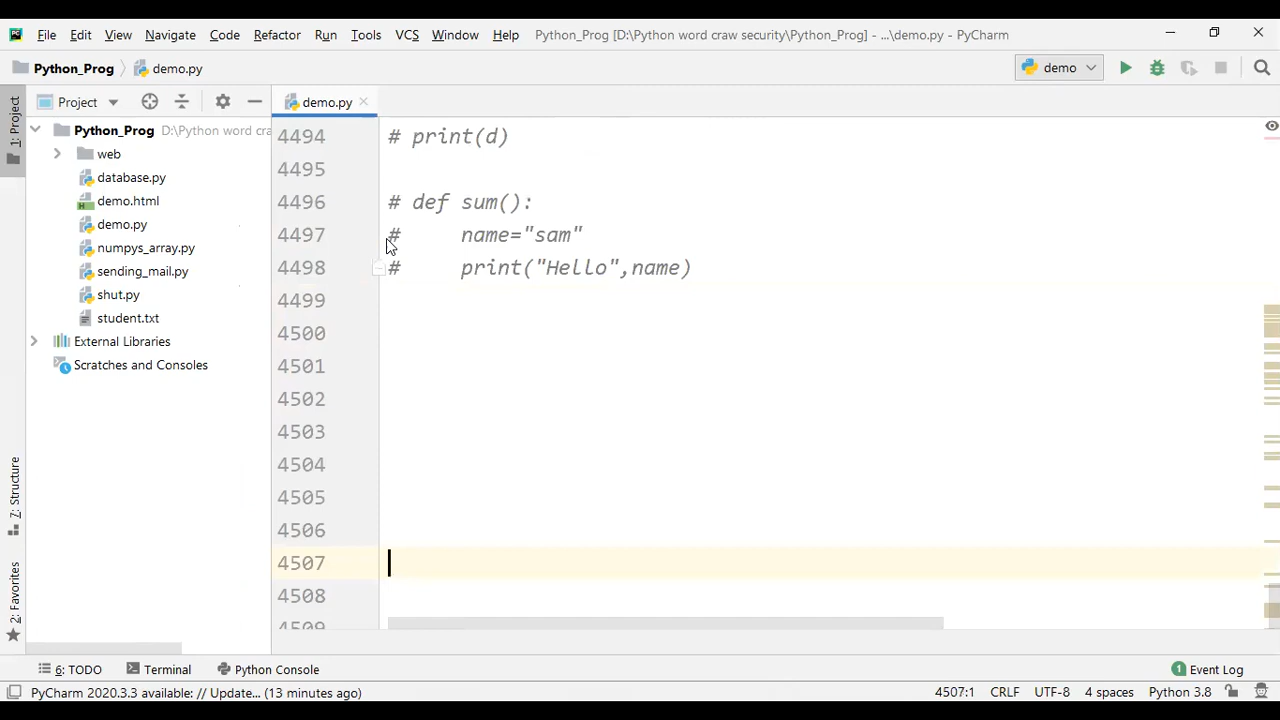 PC File Edit View Navigate Code Refactor Run Tools VCS Window Help Python_Prog [D:\Python word craw security\Python_Prog] - ...\demo.py - PyCharm
Python_Prog demo.py demo
1: Project
Project demo.py
Python_Prog D:\Python word cra
web
database.py
demo.html
demo.py
numpys_array.py
sending_mail.py
shut.py
student.txt
External Libraries
Scratches and Consoles
4494 # print(d)
4495
4496 # def sum():
4497 # name="sam"
4498 # print("Hello",name)
4499
4500
4501
4502
4503
4504
4505
4506
4507
4508
4509
7: Structure
2: Favorites
6: TODO Terminal Python Console 1 Event Log
PyCharm 2020.3.3 available: // Update... (13 minutes ago) 4507:1 CRLF UTF-8 4 spaces Python 3.8